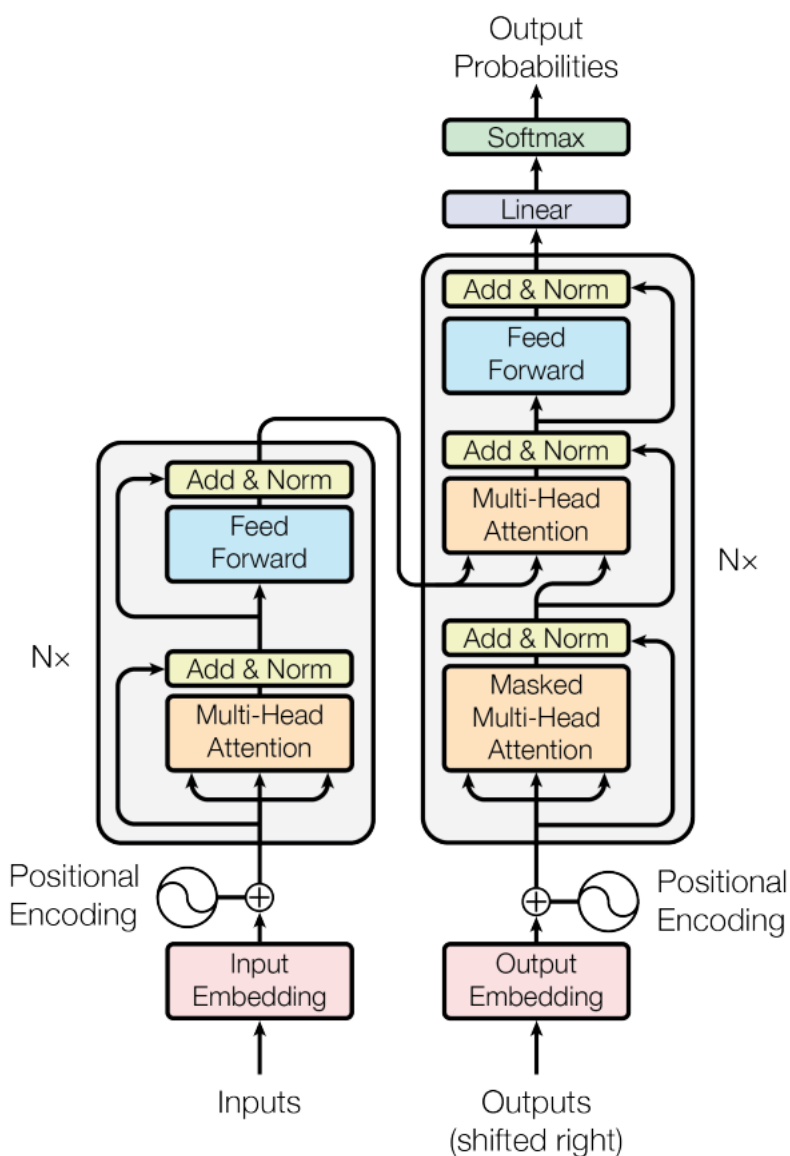 Output
Probabilities
Softmax
Linear
Add & Norm
Feed
Forward
Add & Norm
Multi-Head
Attention
Add & Norm
Masked
Multi-Head
Attention
N×
Add & Norm
Feed
Forward
Add & Norm
Multi-Head
Attention
N×
Positional
Encoding
Input
Embedding
Inputs
Positional
Encoding
Output
Embedding
Outputs
(shifted right)